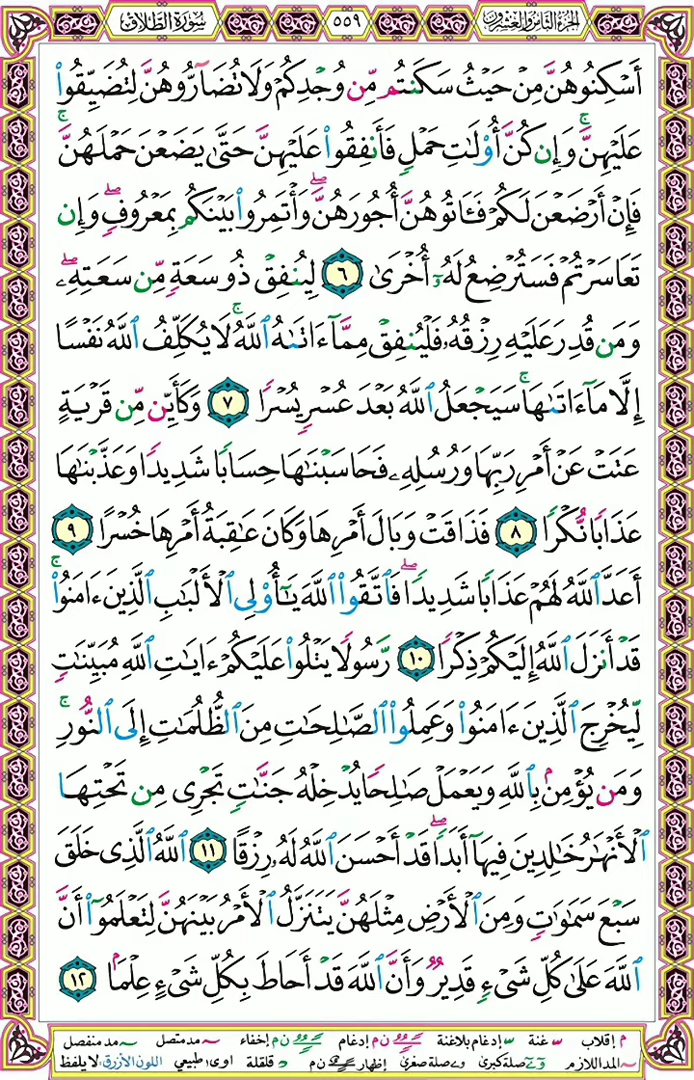 الجزء الثامن والعشرون ٥٥٩ سورة الطلاق
أَسْكِنُوهُنَّ مِنْ حَيْثُ سَكَنتُم مِّن وُجْدِكُمْ وَلَا تُضَآرُّوهُنَّ لِتُضَيِّقُوا۟
عَلَيْهِنَّ ۚ وَإِن كُنَّ أُو۟لَـٰتِ حَمْلٍ فَأَنفِقُوا۟ عَلَيْهِنَّ حَتَّىٰ يَضَعْنَ حَمْلَهُنَّ ۚ
فَإِنْ أَرْضَعْنَ لَكُمْ فَـَٔاتُوهُنَّ أُجُورَهُنَّ ۖ وَأْتَمِرُوا۟ بَيْنَكُم بِمَعْرُوفٍ ۖ وَإِن
تَعَاسَرْتُمْ فَسَتُرْضِعُ لَهُۥٓ أُخْرَىٰ ٦ لِيُنفِقْ ذُو سَعَةٍ مِّن سَعَتِهِۦ ۖ
وَمَن قُدِرَ عَلَيْهِ رِزْقُهُۥ فَلْيُنفِقْ مِمَّآ ءَاتَىٰهُ ٱللَّهُ ۚ لَا يُكَلِّفُ ٱللَّهُ نَفْسًا
إِلَّا مَآ ءَاتَىٰهَا ۚ سَيَجْعَلُ ٱللَّهُ بَعْدَ عُسْرٍ يُسْرًا ٧ وَكَأَيِّن مِّن قَرْيَةٍ
عَتَتْ عَنْ أَمْرِ رَبِّهَا وَرُسُلِهِۦ فَحَاسَبْنَـٰهَا حِسَابًا شَدِيدًا وَعَذَّبْنَـٰهَا
عَذَابًا نُّكْرًا ٨ فَذَاقَتْ وَبَالَ أَمْرِهَا وَكَانَ عَـٰقِبَةُ أَمْرِهَا خُسْرًا ٩
أَعَدَّ ٱللَّهُ لَهُمْ عَذَابًا شَدِيدًا ۖ فَٱتَّقُوا۟ ٱللَّهَ يَـٰٓأُو۟لِى ٱلْأَلْبَـٰبِ ٱلَّذِينَ ءَامَنُوا۟ ۚ
قَدْ أَنزَلَ ٱللَّهُ إِلَيْكُمْ ذِكْرًا ١٠ رَّسُولًا يَتْلُوا۟ عَلَيْكُمْ ءَايَـٰتِ ٱللَّهِ مُبَيِّنَـٰتٍ
لِّيُخْرِجَ ٱلَّذِينَ ءَامَنُوا۟ وَعَمِلُوا۟ ٱلصَّـٰلِحَـٰتِ مِنَ ٱلظُّلُمَـٰتِ إِلَى ٱلنُّورِ ۚ
وَمَن يُؤْمِنۢ بِٱللَّهِ وَيَعْمَلْ صَـٰلِحًا يُدْخِلْهُ جَنَّـٰتٍ تَجْرِى مِن تَحْتِهَا
ٱلْأَنْهَـٰرُ خَـٰلِدِينَ فِيهَآ أَبَدًا ۖ قَدْ أَحْسَنَ ٱللَّهُ لَهُۥ رِزْقًا ١١ ٱللَّهُ ٱلَّذِى خَلَقَ
سَبْعَ سَمَـٰوَٰتٍ وَمِنَ ٱلْأَرْضِ مِثْلَهُنَّ يَتَنَزَّلُ ٱلْأَمْرُ بَيْنَهُنَّ لِتَعْلَمُوٓا۟ أَنَّ
ٱللَّهَ عَلَىٰ كُلِّ شَىْءٍ قَدِيرٌ وَأَنَّ ٱللَّهَ قَدْ أَحَاطَ بِكُلِّ شَىْءٍ عِلْمًۢا ١٢
م إقلاب غنة إدغام بلاغنة ن م إدغام ن م إخفاء مد متصل مد منفصل
المد اللازم صلة كبرى صلة صغرى إظهار ن م قلقلة اوى طبيعي اللون الأزرق لا يلفظ